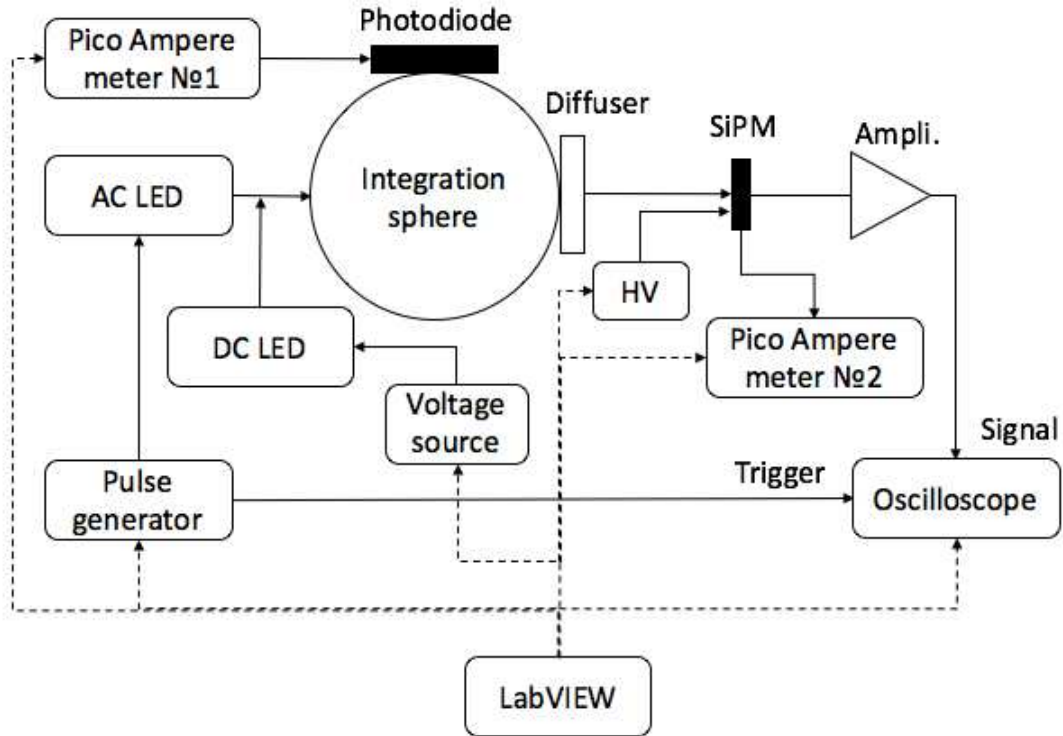 Photodiode
Pico Ampere
meter №1
Diffuser
SiPM
Ampli.
AC LED
Integration
sphere
HV
DC LED
Pico Ampere
meter №2
Voltage
source
Signal
Pulse
generator
Trigger
Oscilloscope
LabVIEW